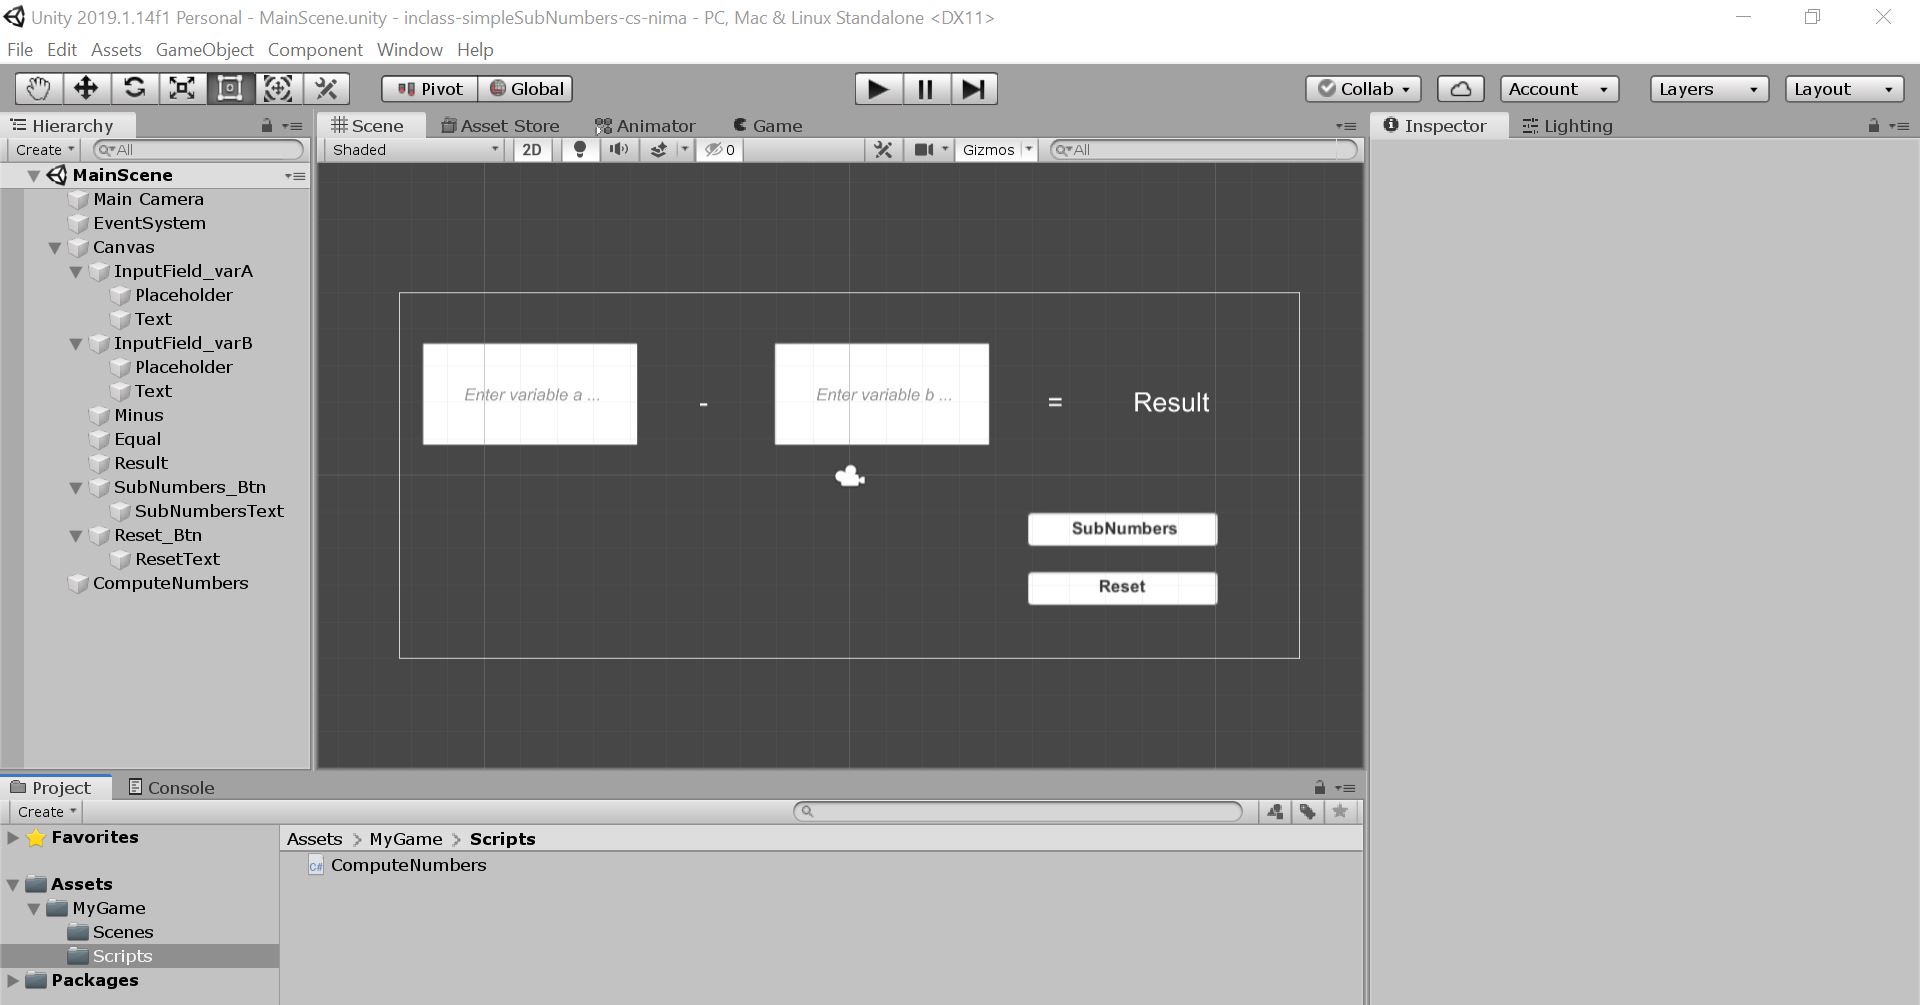 Unity 2019.1.14f1 Personal - MainScene.unity - inclass-simpleSubNumbers-cs-nima - PC, Mac & Linux Standalone <DX11>
File Edit Assets GameObject Component Window Help
Pivot Global Collab Account Layers Layout
Hierarchy
Create All
MainScene
Main Camera
EventSystem
Canvas
InputField_varA
Placeholder
Text
InputField_varB
Placeholder
Text
Minus
Equal
Result
SubNumbers_Btn
SubNumbersText
Reset_Btn
ResetText
ComputeNumbers
Scene Asset Store Animator Game
Shaded 2D 0 Gizmos All
Enter variable a ... - Enter variable b ... = Result
SubNumbers
Reset
Inspector Lighting
Project Console
Create
Favorites
Assets
MyGame
Scenes
Scripts
Packages
Assets > MyGame > Scripts
C# ComputeNumbers